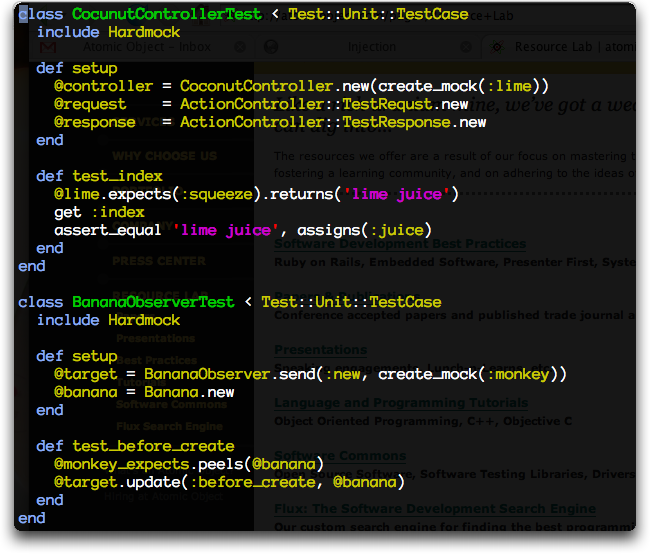 class CocunutControllerTest < Test::Unit::TestCase
include Hardmock
def setup
@controller = CoconutController.new(create_mock(:lime))
@request = ActionController::TestRequst.new
@response = ActionController::TestResponse.new
end
def test_index
@lime.expects(:squeeze).returns('lime juice')
get :index
assert_equal 'lime juice', assigns(:juice)
end
end
class BananaObserverTest < Test::Unit::TestCase
include Hardmock
def setup
@target = BananaObserver.send(:new, create_mock(:monkey))
@banana = Banana.new
end
def test_before_create
@monkey_expects.peels(@banana)
@target.update(:before_create, @banana)
end
end
Atomic Object – Inbox
Injection
Resource Lab | atomi
WHY CHOOSE US
PRESS CENTER
RESOURCE LAB
Presentations
Best Practices
Tutorials
Software Commons
Flux Search Engine
we've got a wea
The resources we offer are a result of our focus on mastering t
fostering a learning community, and on adhering to the ideas o
Software Development Best Practices
Ruby on Rails, Embedded Software, Presenter First, Syste
Conference accepted papers and published trade journal a
Presentations
Language and Programming Tutorials
Object Oriented Programming, C++, Objective C
Software Commons
Open Source Software, Software Testing Libraries, Drivers
Flux: The Software Development Search Engine
Our custom search engine for finding the best programm